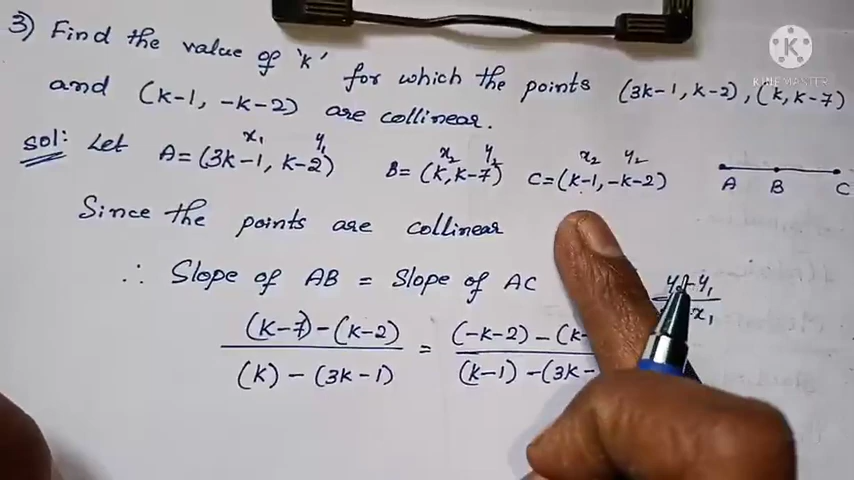 3) Find the value of 'k' for which the points (3k-1, k-2), (k, k-7)
and (k-1, -k-2) are collinear.
sol: Let A=(3k-1, k-2) B=(k, k-7) C=(k-1, -k-2)
x₁ y₁ x₂ y₂ x₂ y₂
A B C
Since the points are collinear
∴ Slope of AB = Slope of AC
(k-7)-(k-2) / (k)-(3k-1) = (-k-2)-(k- / (k-1)-(3k-
y₁
x₁
K
KINEMASTER